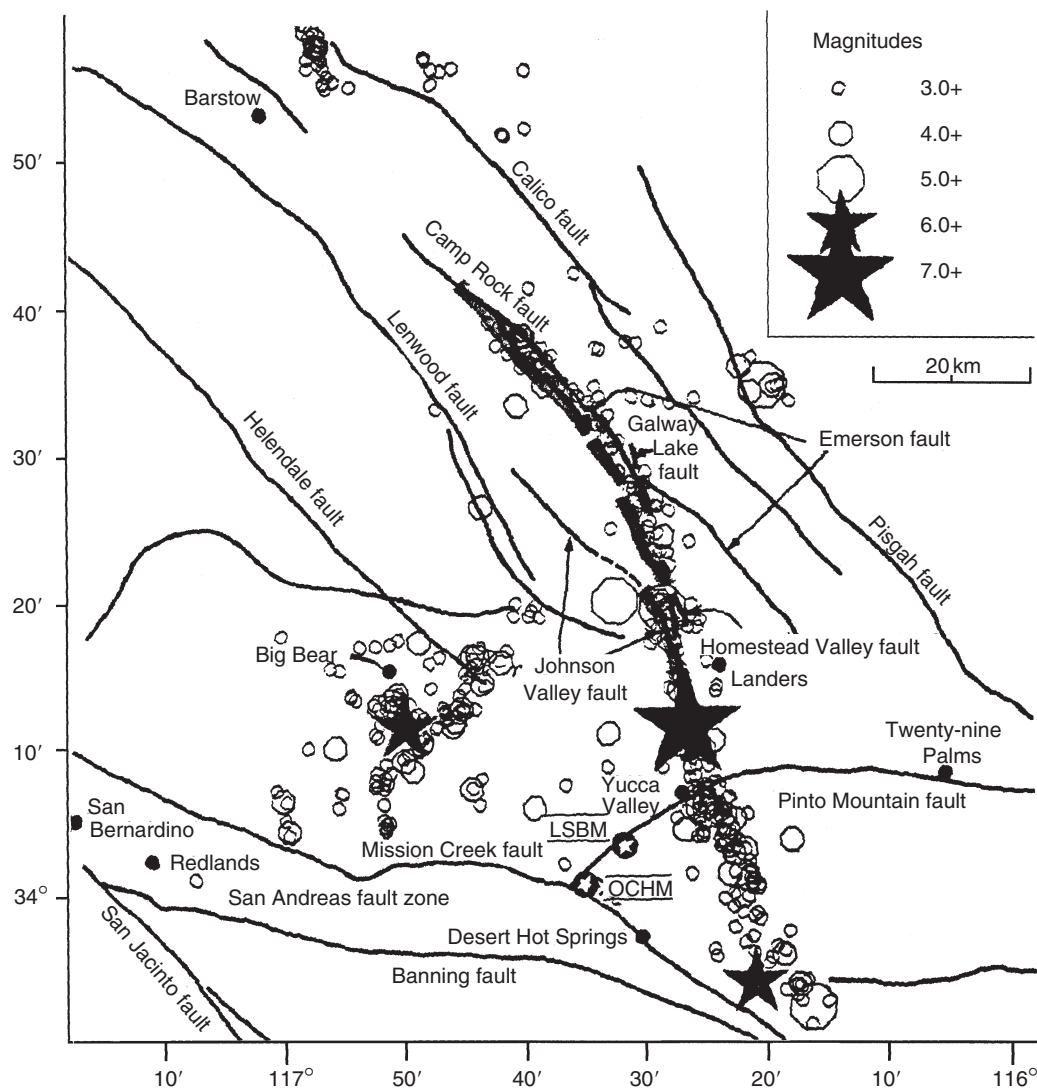 Magnitudes
3.0+
4.0+
5.0+
6.0+
7.0+
20 km
Barstow
Calico fault
Camp Rock fault
Lenwood fault
Helendale fault
Galway
Lake
fault
Emerson fault
Pisgah fault
Big Bear
Johnson
Valley fault
Homestead Valley fault
Landers
Twenty-nine
Palms
Yucca
Valley
Pinto Mountain fault
LSBM
San
Bernardino
Mission Creek fault
Redlands
OCHM
San Andreas fault zone
Desert Hot Springs
Banning fault
San Jacinto fault
50′
40′
30′
20′
10′
34°
10′
117°
50′
40′
30′
20′
10′
116°